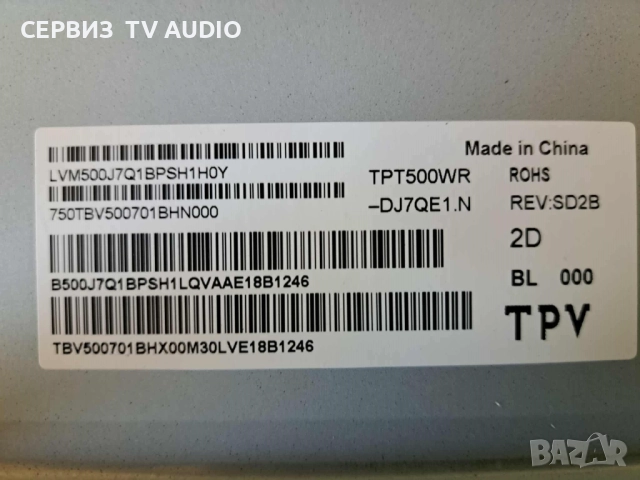 СЕРВИЗ TV AUDIO
Made in China
LVM500J7Q1BPSH1H0Y
TPT500WR
ROHS
750TBV500701BHN000
–DJ7QE1.N
REV:SD2B
2D
B500J7Q1BPSH1LQVAAE18B1246
BL 000
TPV
TBV500701BHX00M30LVE18B1246
BAZAR
bg